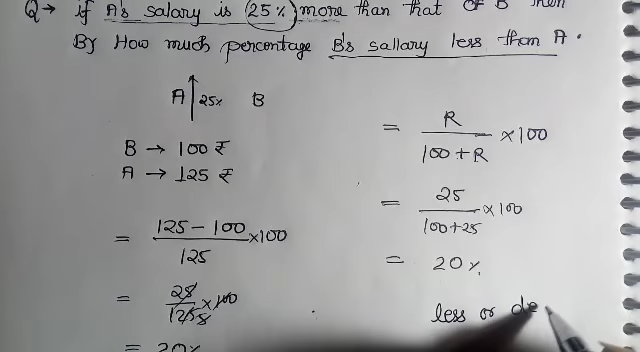 Q→ if A's salary is 25% more than that of B then
By How much percentage B's sallary less than A.
A 25% B
B → 100 ₹
A → 125 ₹
= 125 - 100 / 125 × 100
= 25 / 125 × 100
= 20%
= R / 100 + R × 100
= 25 / 100 + 25 × 100
= 20%.
less or de